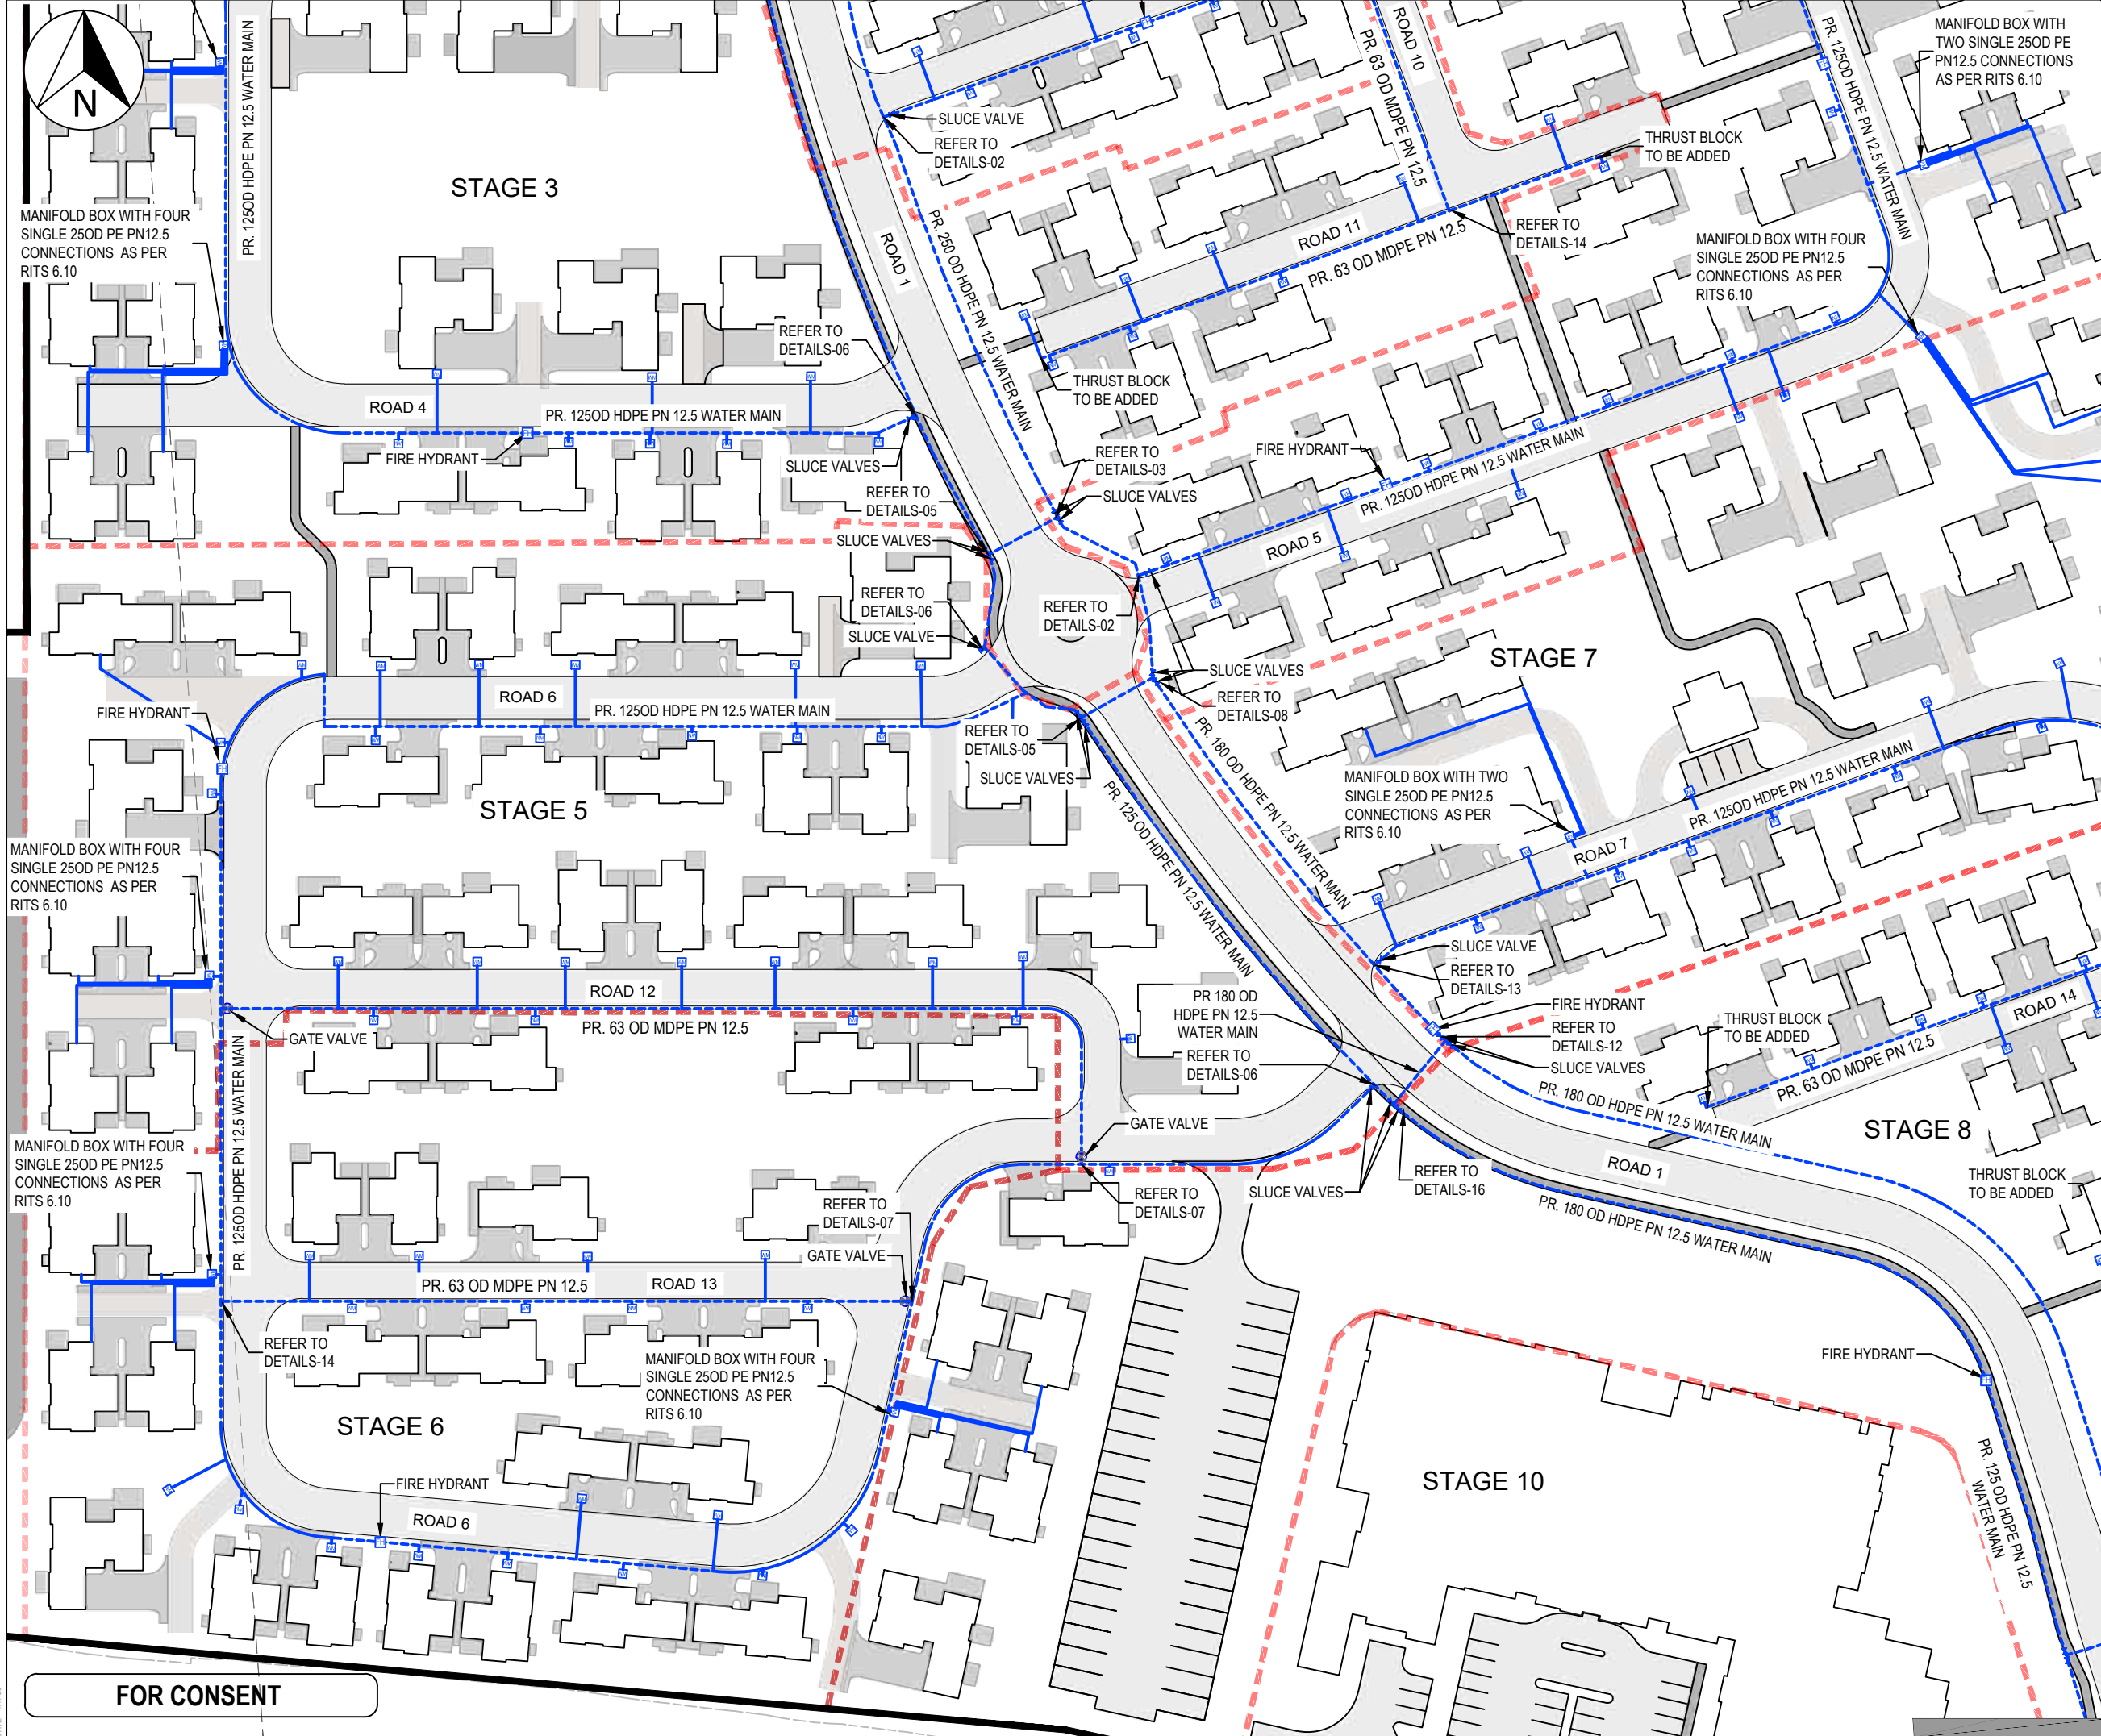 N
PR. 125OD HDPE PN 12.5 WATER MAIN
STAGE 3
MANIFOLD BOX WITH FOUR
SINGLE 25OD PE PN12.5
CONNECTIONS AS PER
RITS 6.10
ROAD 4
PR. 125OD HDPE PN 12.5 WATER MAIN
FIRE HYDRANT
REFER TO
DETAILS-06
SLUCE VALVES
REFER TO
DETAILS-05
SLUCE VALVES
REFER TO
DETAILS-06
SLUCE VALVE
ROAD 1
SLUCE VALVE
REFER TO
DETAILS-02
PR. 250 OD HDPE PN 12.5 WATER MAIN
ROAD 10
PR. 63 OD MDPE PN 12.5
PR. 125OD HDPE PN 12.5 WATER MAIN
MANIFOLD BOX WITH
TWO SINGLE 25OD PE
PN12.5 CONNECTIONS
AS PER RITS 6.10
THRUST BLOCK
TO BE ADDED
REFER TO
DETAILS-14
ROAD 11
PR. 63 OD MDPE PN 12.5
MANIFOLD BOX WITH FOUR
SINGLE 25OD PE PN12.5
CONNECTIONS AS PER
RITS 6.10
THRUST BLOCK
TO BE ADDED
REFER TO
DETAILS-03
SLUCE VALVES
FIRE HYDRANT
PR. 125OD HDPE PN 12.5 WATER MAIN
ROAD 5
REFER TO
DETAILS-02
SLUCE VALVES
REFER TO
DETAILS-08
STAGE 7
FIRE HYDRANT
ROAD 6
PR. 125OD HDPE PN 12.5 WATER MAIN
REFER TO
DETAILS-05
SLUCE VALVES
STAGE 5
PR. 180 OD HDPE PN 12.5 WATER MAIN
PR. 125 OD HDPE PN 12.5 WATER MAIN
MANIFOLD BOX WITH TWO
SINGLE 25OD PE PN12.5
CONNECTIONS AS PER
RITS 6.10
PR. 125OD HDPE PN 12.5 WATER MAIN
ROAD 7
MANIFOLD BOX WITH FOUR
SINGLE 25OD PE PN12.5
CONNECTIONS AS PER
RITS 6.10
ROAD 12
PR. 63 OD MDPE PN 12.5
GATE VALVE
PR. 125OD HDPE PN 12.5 WATER MAIN
SLUCE VALVE
REFER TO
DETAILS-13
PR 180 OD
HDPE PN 12.5
WATER MAIN
REFER TO
DETAILS-06
FIRE HYDRANT
REFER TO
DETAILS-12
SLUCE VALVES
THRUST BLOCK
TO BE ADDED
ROAD 14
PR. 63 OD MDPE PN 12.5
PR. 180 OD HDPE PN 12.5 WATER MAIN
STAGE 8
ROAD 1
THRUST BLOCK
TO BE ADDED
GATE VALVE
REFER TO
DETAILS-07
SLUCE VALVES
REFER TO
DETAILS-16
PR. 180 OD HDPE PN 12.5 WATER MAIN
MANIFOLD BOX WITH FOUR
SINGLE 25OD PE PN12.5
CONNECTIONS AS PER
RITS 6.10
REFER TO
DETAILS-07
GATE VALVE
PR. 63 OD MDPE PN 12.5
ROAD 13
REFER TO
DETAILS-14
MANIFOLD BOX WITH FOUR
SINGLE 25OD PE PN12.5
CONNECTIONS AS PER
RITS 6.10
FIRE HYDRANT
STAGE 6
FIRE HYDRANT
ROAD 6
STAGE 10
PR. 125 OD HDPE PN 12.5
WATER MAIN
FOR CONSENT